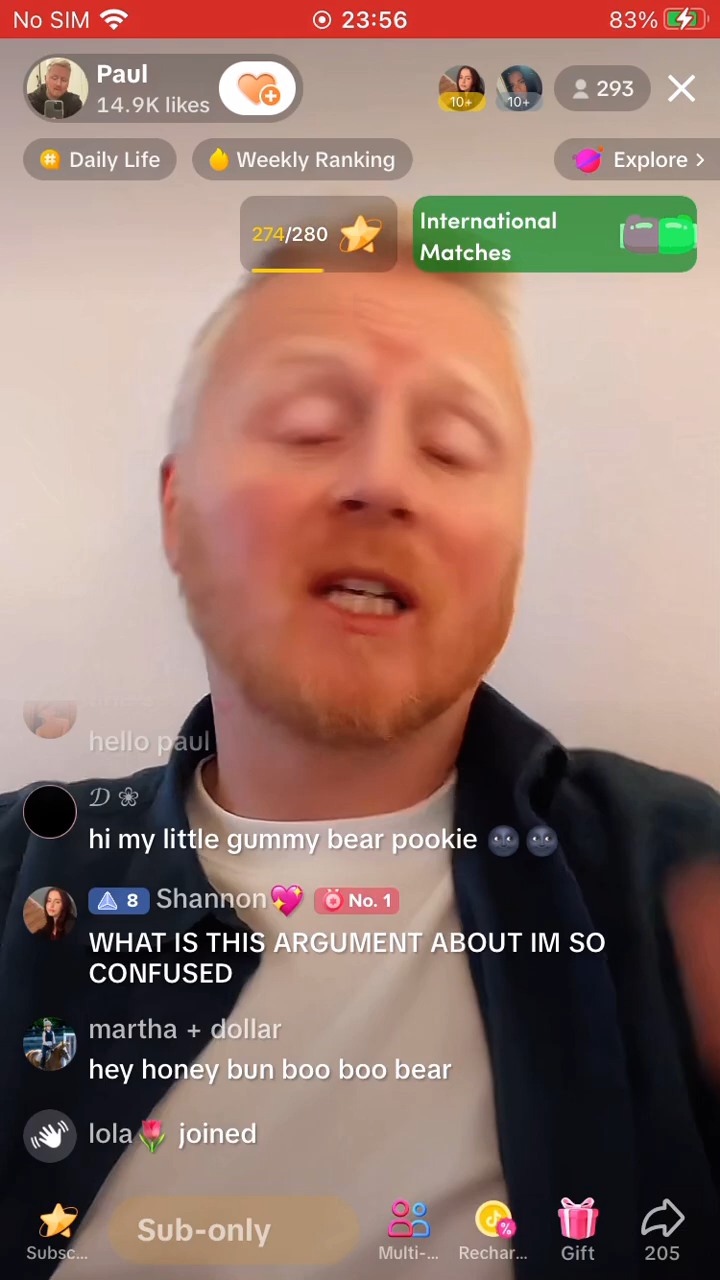 No SIM 23:56 83%
Paul
14.9K likes
10+ 10+ 293
Daily Life Weekly Ranking Explore >
274/280 International
Matches
hello paul
𝒟 ❀
hi my little gummy bear pookie 🌚🌚
8 Shannon💖 No. 1
WHAT IS THIS ARGUMENT ABOUT IM SO
CONFUSED
martha + dollar
hey honey bun boo boo bear
lola🌷 joined
Sub-only
Subsc... Multi-... Rechar... Gift 205